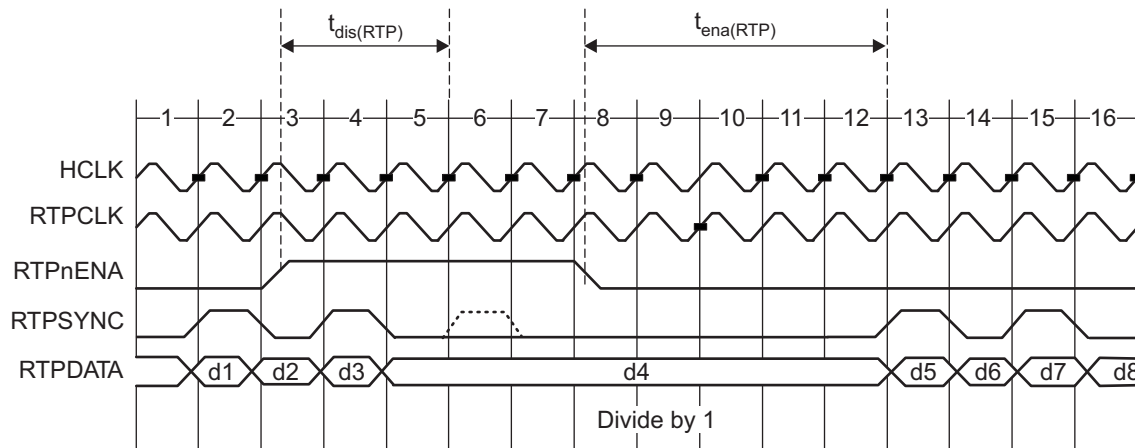 tdis(RTP) tena(RTP)
1 2 3 4 5 6 7 8 9 10 11 12 13 14 15 16
HCLK
RTPCLK
RTPnENA
RTPSYNC
RTPDATA d1 d2 d3 d4 d5 d6 d7 d8
Divide by 1